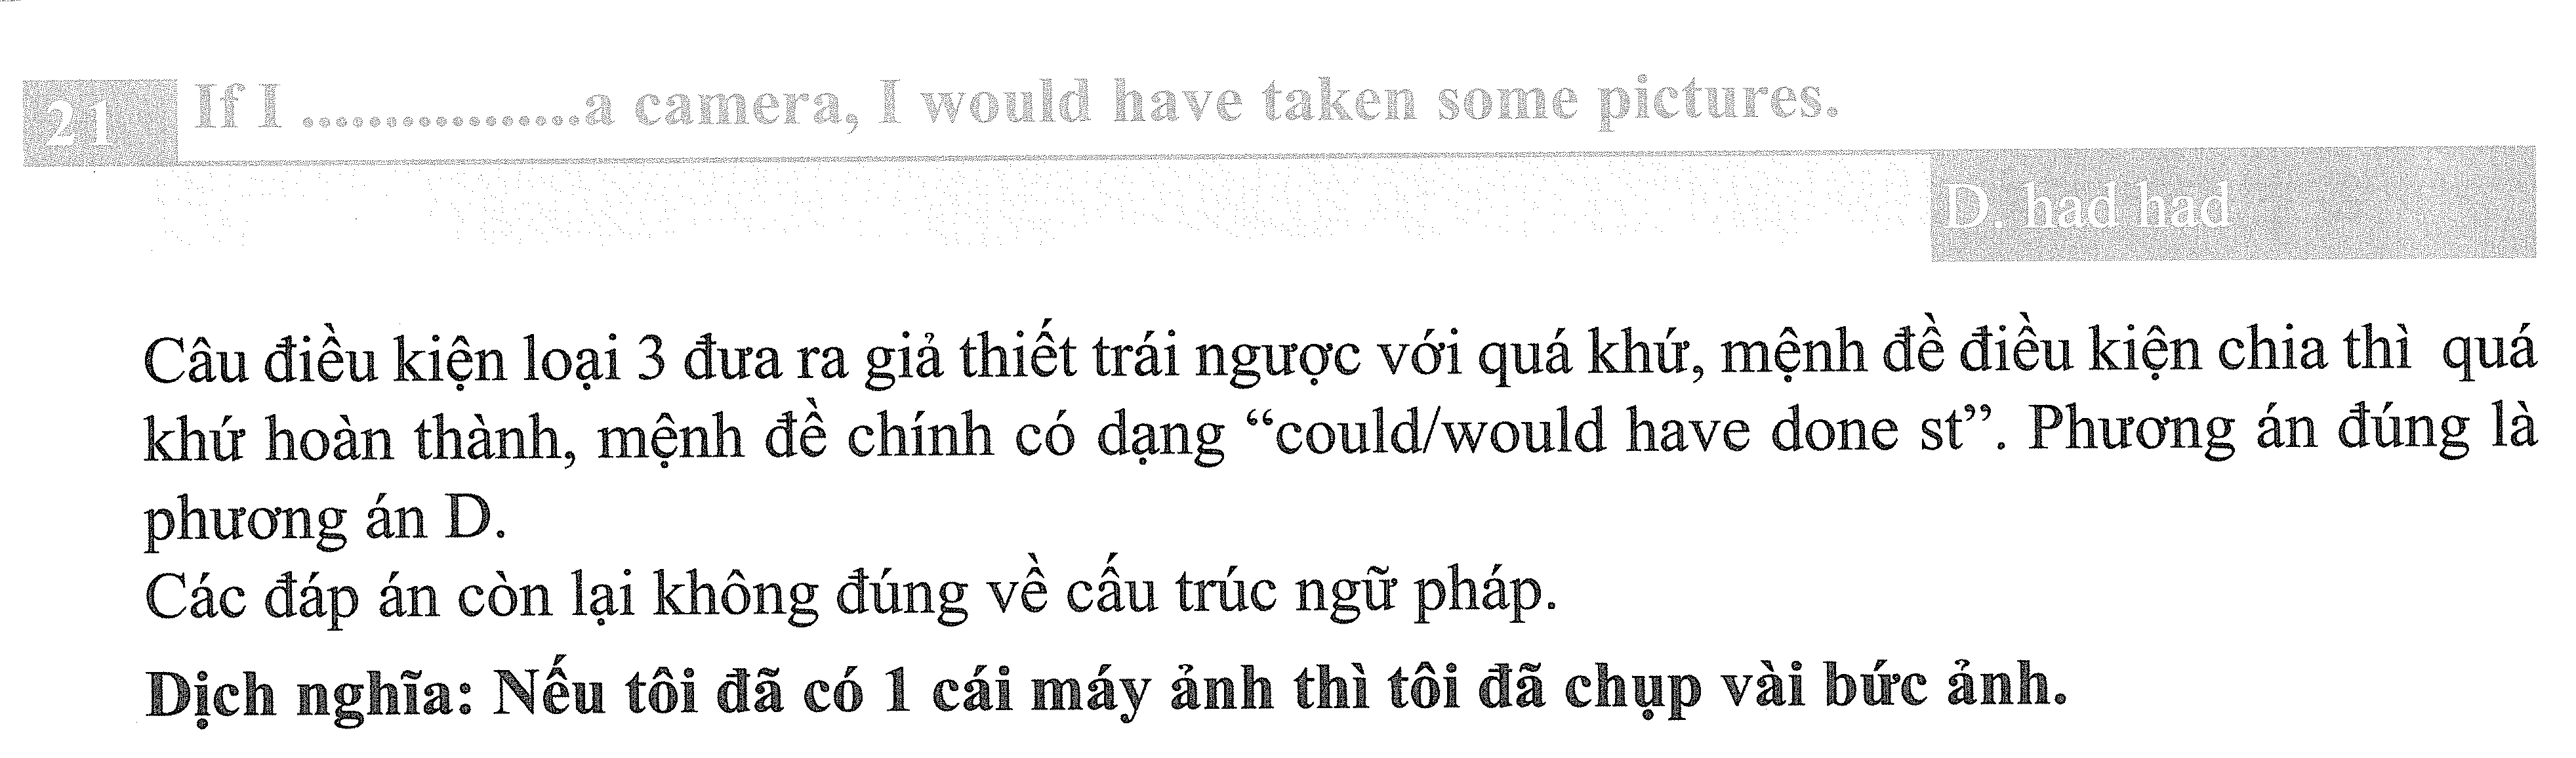 21 If I .................a camera, I would have taken some pictures.
D. had had
Câu điều kiện loại 3 đưa ra giả thiết trái ngược với quá khứ, mệnh đề điều kiện chia thì quá
khứ hoàn thành, mệnh đề chính có dạng “could/would have done st”. Phương án đúng là
phương án D.
Các đáp án còn lại không đúng về cấu trúc ngữ pháp.
Dịch nghĩa: Nếu tôi đã có 1 cái máy ảnh thì tôi đã chụp vài bức ảnh.